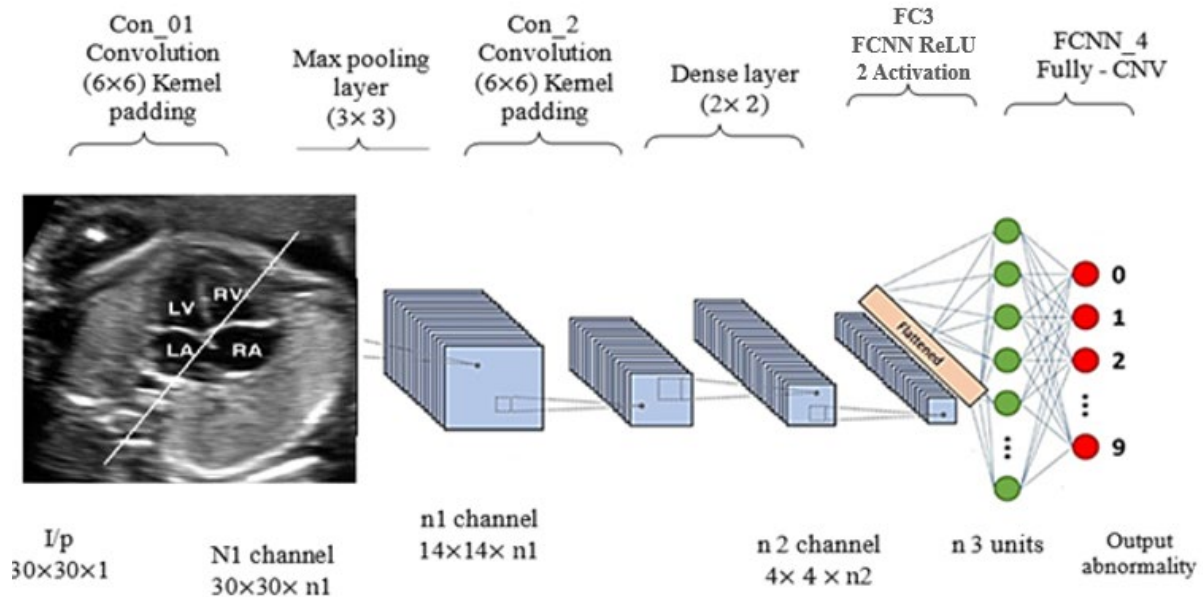 Con_01
Convolution
(6×6) Kernel
padding
Max pooling
layer
(3× 3)
Con_2
Convolution
(6×6) Kernel
padding
Dense layer
(2× 2)
FC3
FCNN ReLU
2 Activation
FCNN_4
Fully - CNV
LV
RV
LA
RA
Flattened
0
1
2
...
9
I/p
30×30×1
N1 channel
30×30× n1
n1 channel
14×14× n1
n 2 channel
4× 4 × n2
n 3 units
Output
abnormality